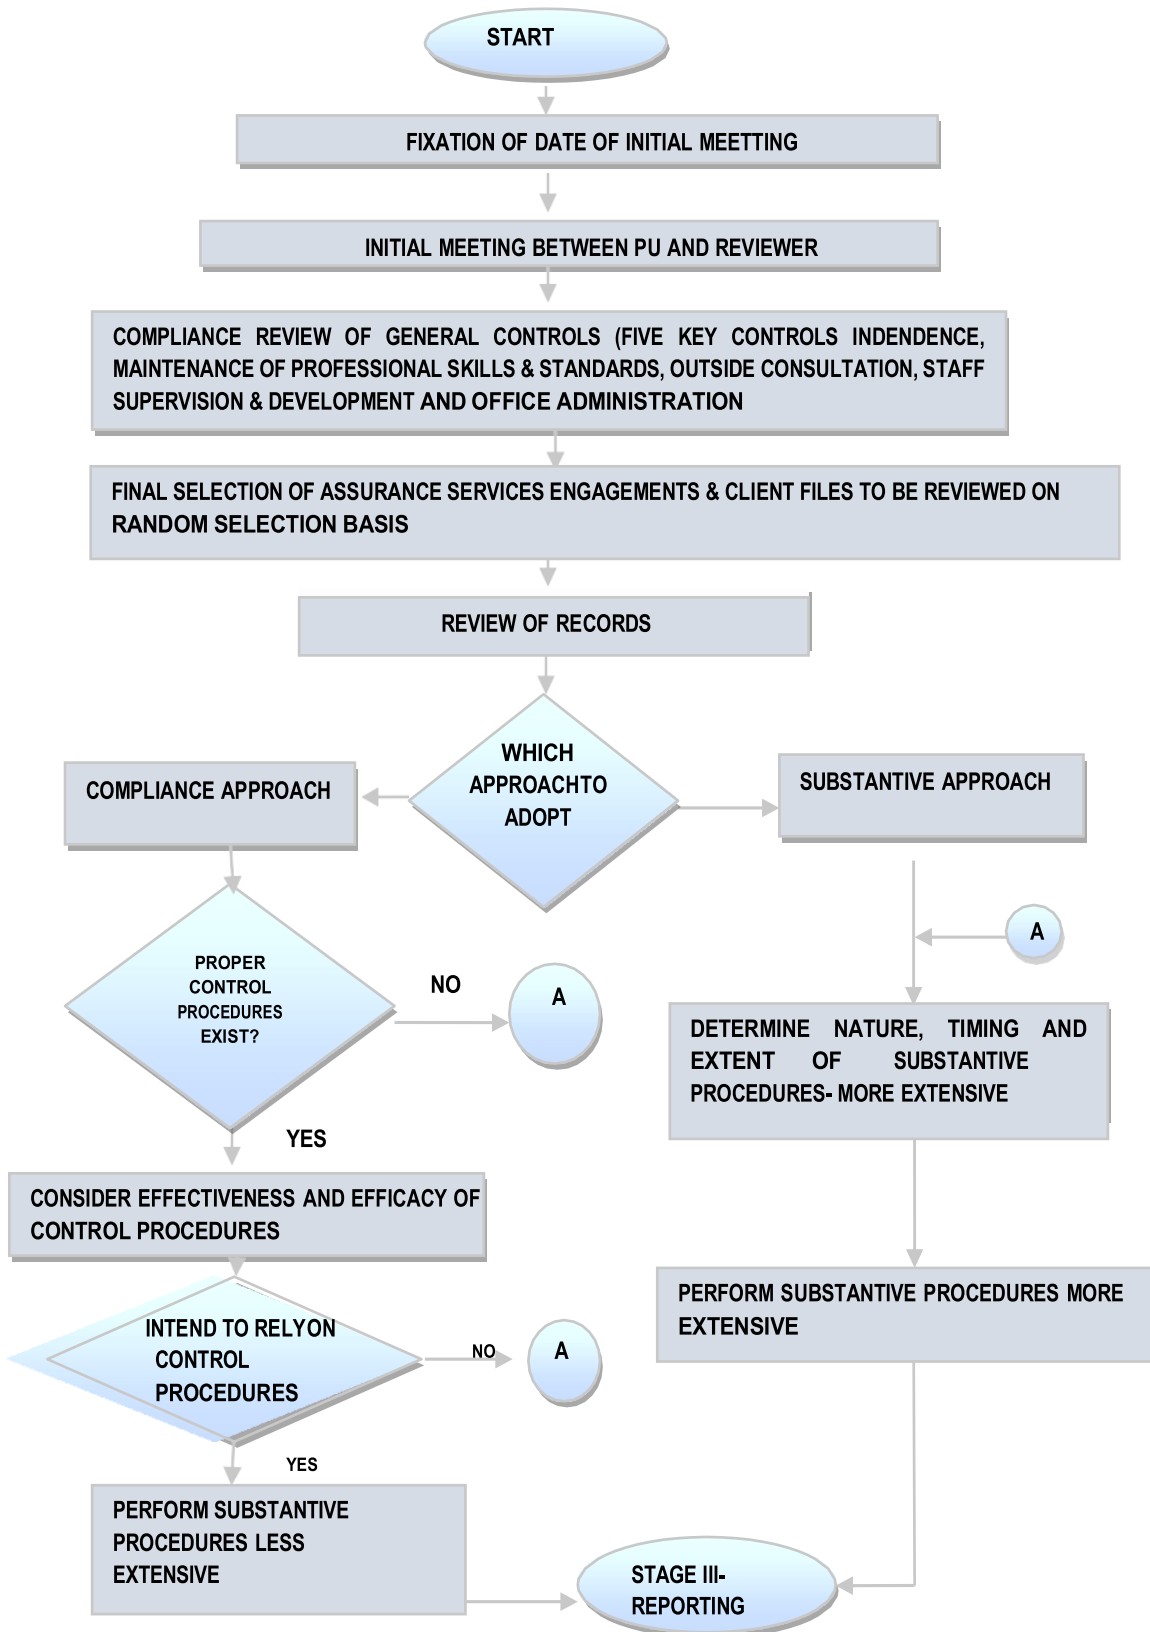 START
FIXATION OF DATE OF INITIAL MEETTING
INITIAL MEETING BETWEEN PU AND REVIEWER
COMPLIANCE REVIEW OF GENERAL CONTROLS (FIVE KEY CONTROLS INDENDENCE,
MAINTENANCE OF PROFESSIONAL SKILLS & STANDARDS, OUTSIDE CONSULTATION, STAFF
SUPERVISION & DEVELOPMENT AND OFFICE ADMINISTRATION
FINAL SELECTION OF ASSURANCE SERVICES ENGAGEMENTS & CLIENT FILES TO BE REVIEWED ON
RANDOM SELECTION BASIS
REVIEW OF RECORDS
WHICH
APPROACHTO
ADOPT
COMPLIANCE APPROACH
SUBSTANTIVE APPROACH
PROPER
CONTROL
PROCEDURES
EXIST?
NO
A
A
DETERMINE NATURE, TIMING AND
EXTENT OF SUBSTANTIVE
PROCEDURES- MORE EXTENSIVE
YES
CONSIDER EFFECTIVENESS AND EFFICACY OF
CONTROL PROCEDURES
PERFORM SUBSTANTIVE PROCEDURES MORE
EXTENSIVE
INTEND TO RELYON
CONTROL
PROCEDURES
NO
A
YES
PERFORM SUBSTANTIVE
PROCEDURES LESS
EXTENSIVE
STAGE III-
REPORTING